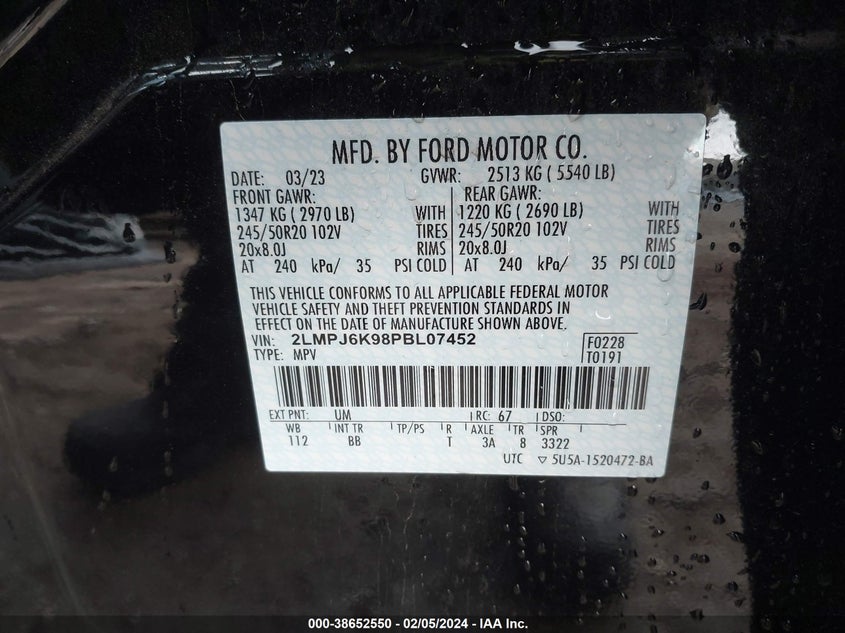 MFD. BY FORD MOTOR CO.
DATE: 03/23 GVWR: 2513 KG ( 5540 LB)
FRONT GAWR: REAR GAWR:
1347 KG ( 2970 LB) WITH 1220 KG ( 2690 LB) WITH
245/50R20 102V TIRES 245/50R20 102V TIRES
20x8.0J RIMS 20x8.0J RIMS
AT 240 kPa/ 35 PSI COLD AT 240 kPa/ 35 PSI COLD
THIS VEHICLE CONFORMS TO ALL APPLICABLE FEDERAL MOTOR
VEHICLE SAFETY AND THEFT PREVENTION STANDARDS IN
EFFECT ON THE DATE OF MANUFACTURE SHOWN ABOVE.
VIN: 2LMPJ6K98PBL07452 F0228
TYPE: MPV T0191
EXT PNT: UM RC: 67 DSO:
WB INT TR TP/PS R AXLE TR SPR
112 BB T 3A 8 3322
UTC ▽ 5U5A-1520472-BA
000-38652550 - 02/05/2024 - IAA Inc.